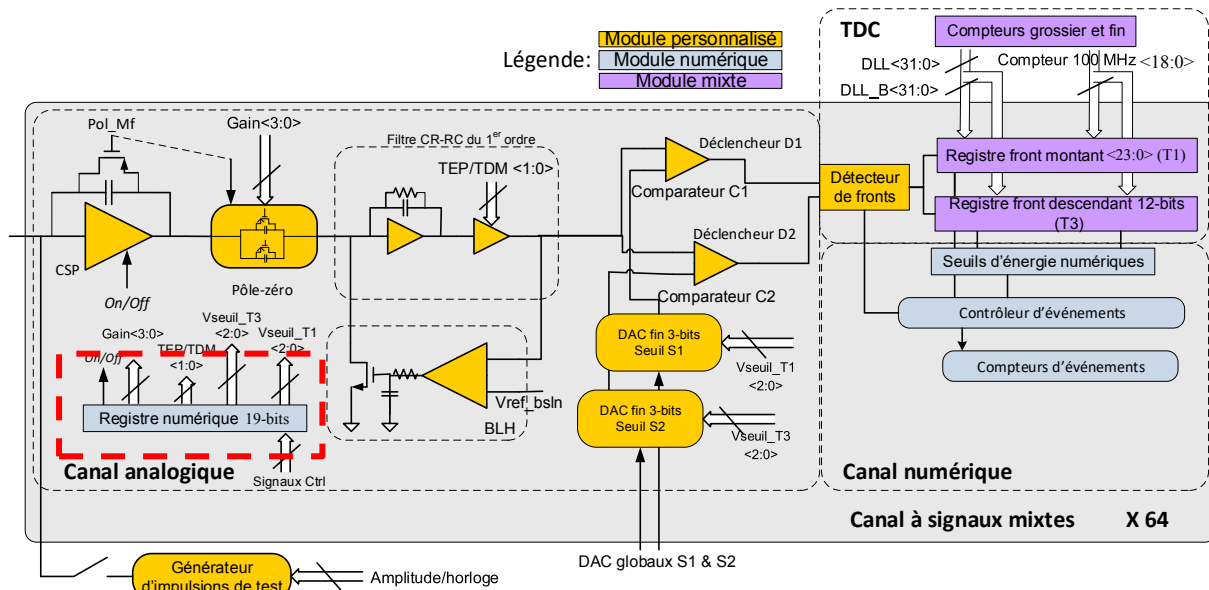 Légende:
Module personnalisé
Module numérique
Module mixte
TDC
Compteurs grossier et fin
DLL<31:0>
DLL_B<31:0>
Compteur 100 MHz <18:0>
Pol_Mf
Gain<3:0>
Filtre CR-RC du 1er ordre
TEP/TDM <1:0>
CSP
On/Off
Pôle-zéro
Déclencheur D1
Comparateur C1
Déclencheur D2
Comparateur C2
Détecteur
de fronts
Registre front montant <23:0> (T1)
Registre front descendant 12-bits
(T3)
Seuils d'énergie numériques
Contrôleur d'événements
Compteurs d'événements
On/Off
Gain<3:0>
TEP/TDM
<1:0>
Vseuil_T3
<2:0>
Vseuil_T1
<2:0>
Registre numérique 19-bits
Signaux Ctrl
Canal analogique
Vref_bsln
BLH
DAC fin 3-bits
Seuil S1
Vseuil_T1
<2:0>
DAC fin 3-bits
Seuil S2
Vseuil_T3
<2:0>
Canal numérique
Canal à signaux mixtes X 64
DAC globaux S1 & S2
Générateur
d'impulsions de test
Amplitude/horloge